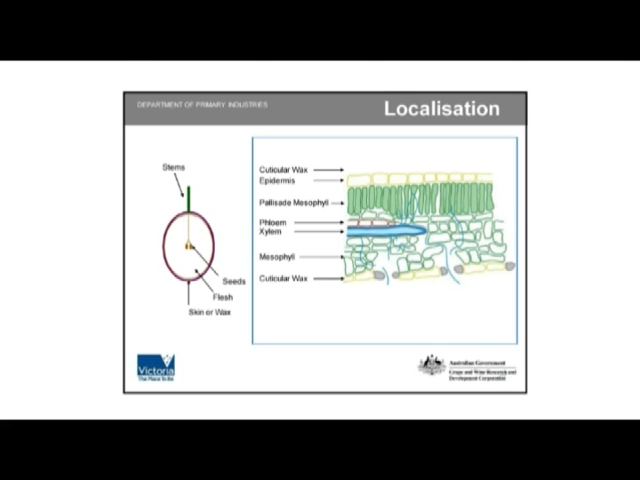 DEPARTMENT OF PRIMARY INDUSTRIES
Localisation
Stems
Seeds
Flesh
Skin or Wax
Cuticular Wax
Epidermis
Pallisade Mesophyll
Phloem
Xylem
Mesophyll
Cuticular Wax
Victoria
The Place To Be
Australian Government
Grape and Wine Research and
Development Corporation